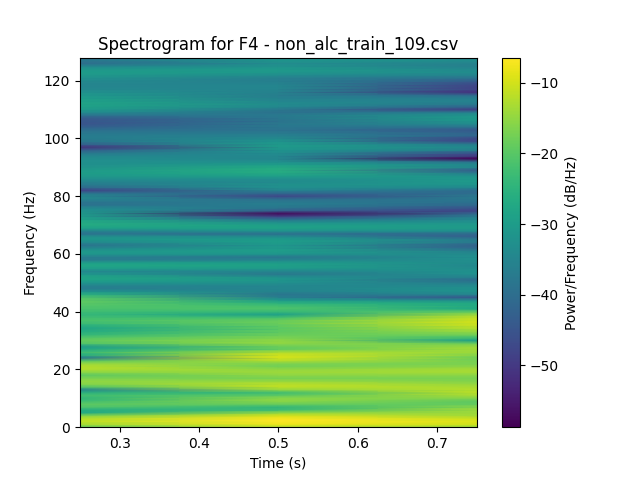 Spectrogram for F4 - non_alc_train_109.csv
120
100
80
60
40
20
0
Frequency (Hz)
0.3 0.4 0.5 0.6 0.7
Time (s)
−10
−20
−30
−40
−50
Power/Frequency (dB/Hz)